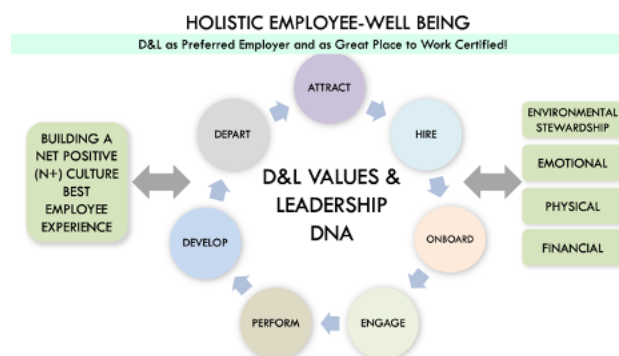 HOLISTIC EMPLOYEE-WELL BEING
D&L as Preferred Employer and as Great Place to Work Certified!
ATTRACT
HIRE
ONBOARD
ENGAGE
PERFORM
DEVELOP
DEPART
D&L VALUES &
LEADERSHIP
DNA
BUILDING A
NET POSITIVE
(N+) CULTURE
BEST
EMPLOYEE
EXPERIENCE
ENVIRONMENTAL
STEWARDSHIP
EMOTIONAL
PHYSICAL
FINANCIAL